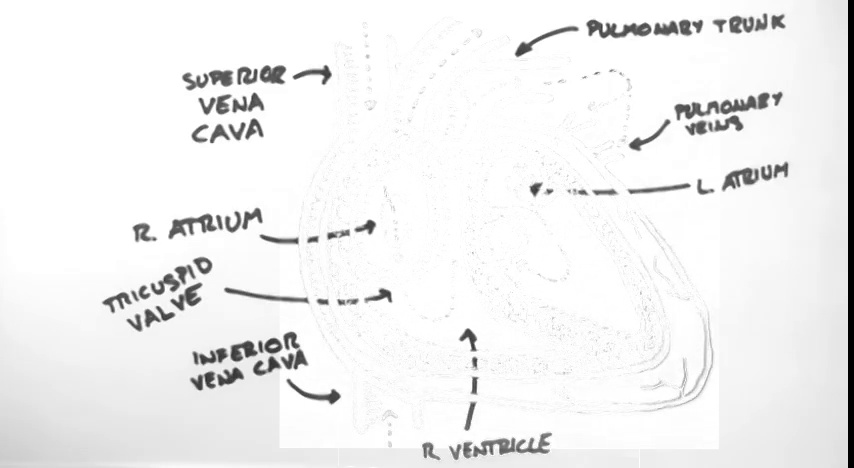 PULMONARY TRUNK
SUPERIOR
VENA
CAVA
PULMONARY
VEINS
L. ATRIUM
R. ATRIUM
TRICUSPID
VALVE
INFERIOR
VENA CAVA
R VENTRICLE